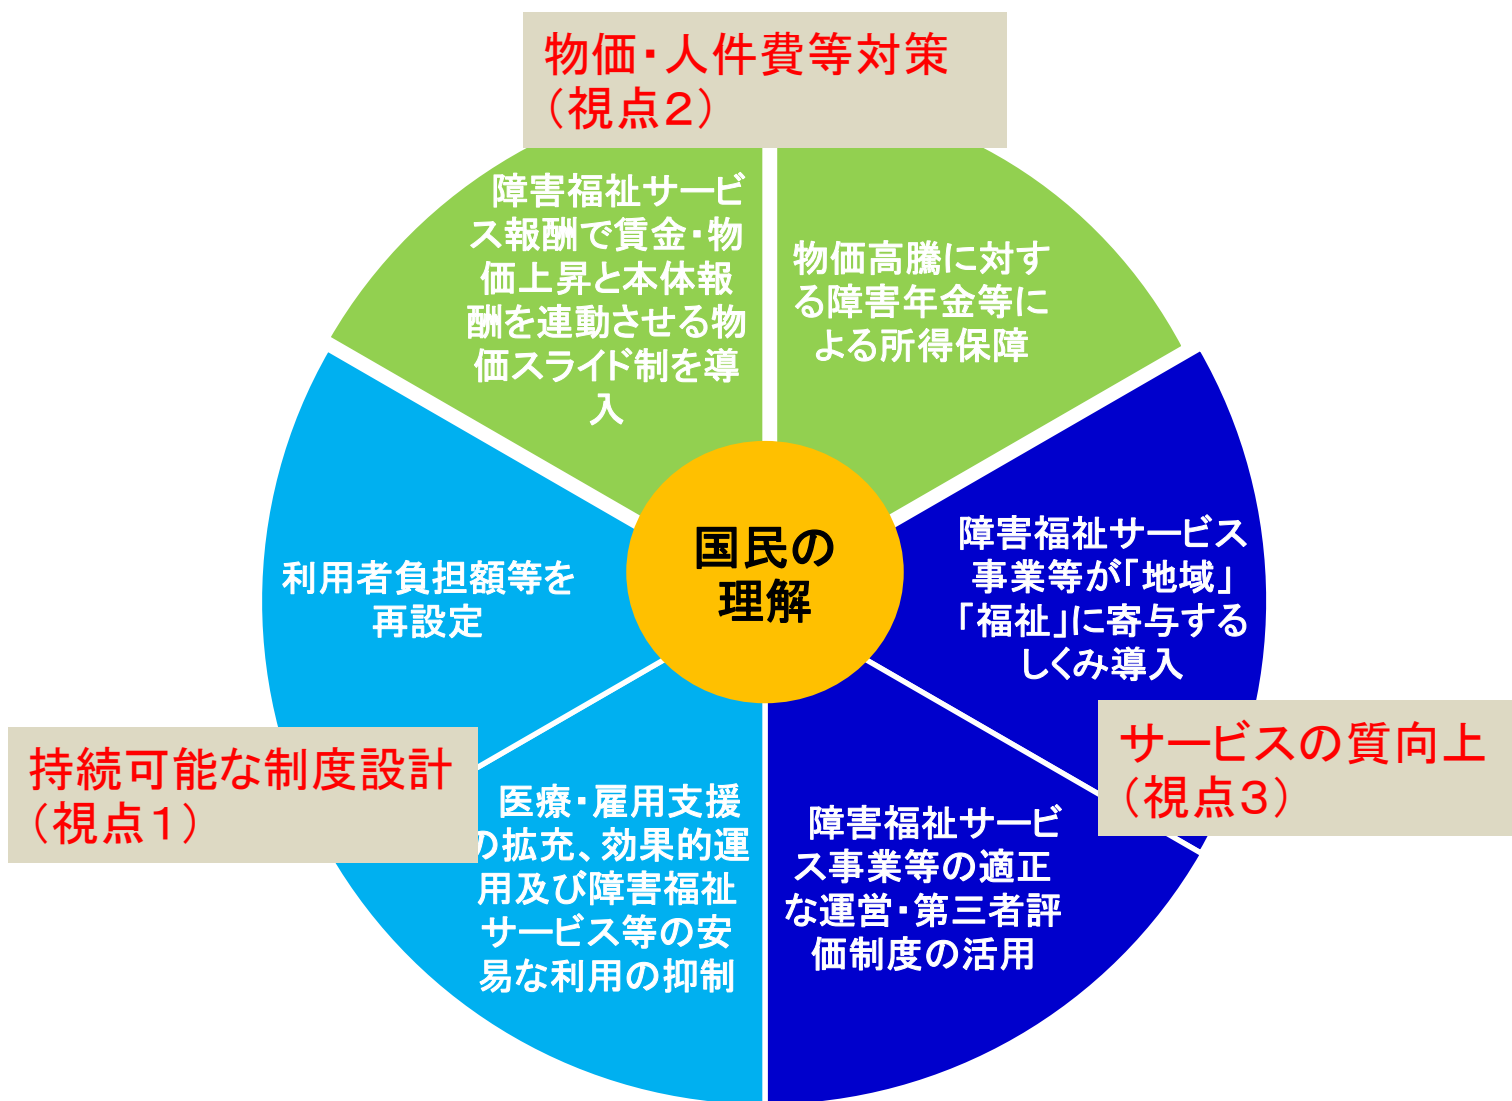 物価・人件費等対策
（視点２）
障害福祉サービ
ス報酬で賃金・物
価上昇と本体報
酬を連動させる物
価スライド制を導
入
物価高騰に対す
る障害年金等に
よる所得保障
国民の
理解
利用者負担額等を
再設定
障害福祉サービス
事業等が「地域」
「福祉」に寄与する
しくみ導入
持続可能な制度設計
（視点１）
サービスの質向上
（視点３）
医療・雇用支援
の拡充、効果的運
用及び障害福祉
サービス等の安
易な利用の抑制
障害福祉サービ
ス事業等の適正
な運営・第三者評
価制度の活用